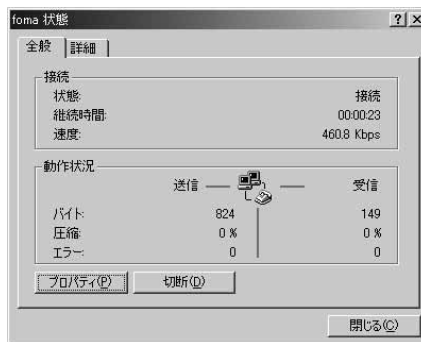 foma 状態
全般 詳細
接続
状態: 接続
継続時間: 00:00:23
速度: 460.8 Kbps
動作状況
送信 受信
バイト: 824 149
圧縮: 0 % 0 %
エラー: 0 0
プロパティ(P) 切断(D)
閉じる(C)